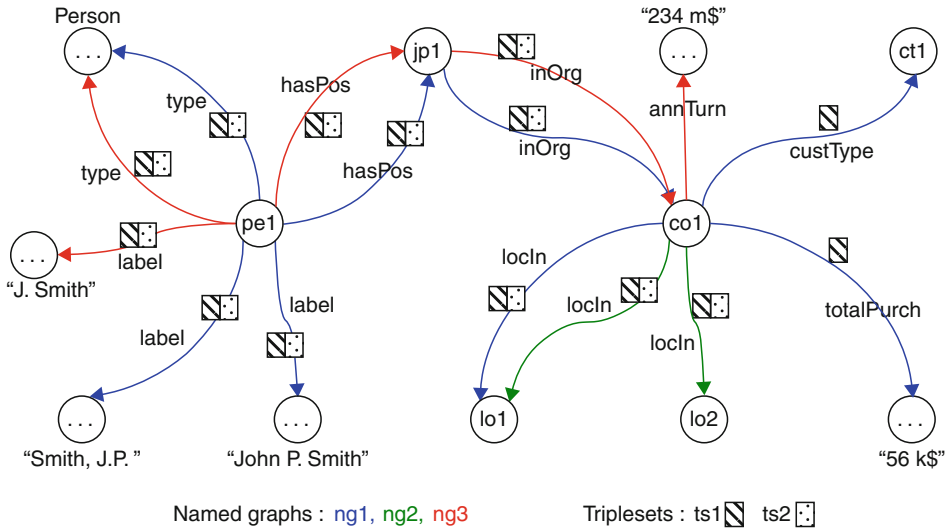 Person
“234 m$”
. . .
jp1
. . .
ct1
hasPos
inOrg
type
annTurn
inOrg
custType
type
hasPos
pe1
co1
. . .
label
locIn
“J. Smith”
label
locIn
totalPurch
label
locIn
. . .
. . .
lo1
lo2
. . .
“Smith, J.P. ”
“John P. Smith”
“56 k$”
Named graphs : ng1, ng2, ng3
Triplesets : ts1 ts2